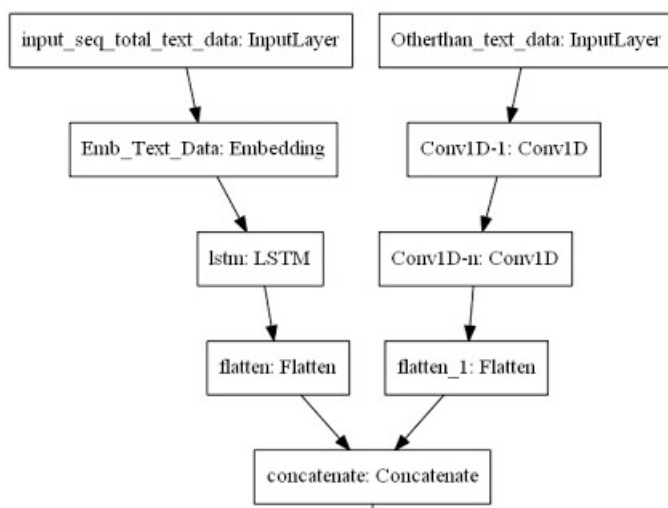 input_seq_total_text_data: InputLayer
Otherthan_text_data: InputLayer
Emb_Text_Data: Embedding
Conv1D-1: Conv1D
lstm: LSTM
Conv1D-n: Conv1D
flatten: Flatten
flatten_1: Flatten
concatenate: Concatenate